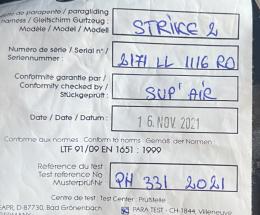 de parapente / paragliding
harness / Gleitschirm Gurtzeug :
Modèle / Model / Modell
STRIKE 2
Numéro de série / Serial n° /
Seriennummer :
2171 LL 1116 RO
Conformité garantie par /
Conformity checked by /
Stückgeprüft :
SUP'AIR
Date / Date / Datum :
16 NOV 2021
Conforme aux normes : Conform to norms : Gemäß der Normen :
LTF 91/09 EN 1651 : 1999
Référence du test
Test reference No
Musterprüf-Nr
PH 331 2021
Centre de test : Test Center : Prüfstelle
EAPR, D-87730, Bad Grönenbach
PARA TEST - CH-1844, Villeneuve